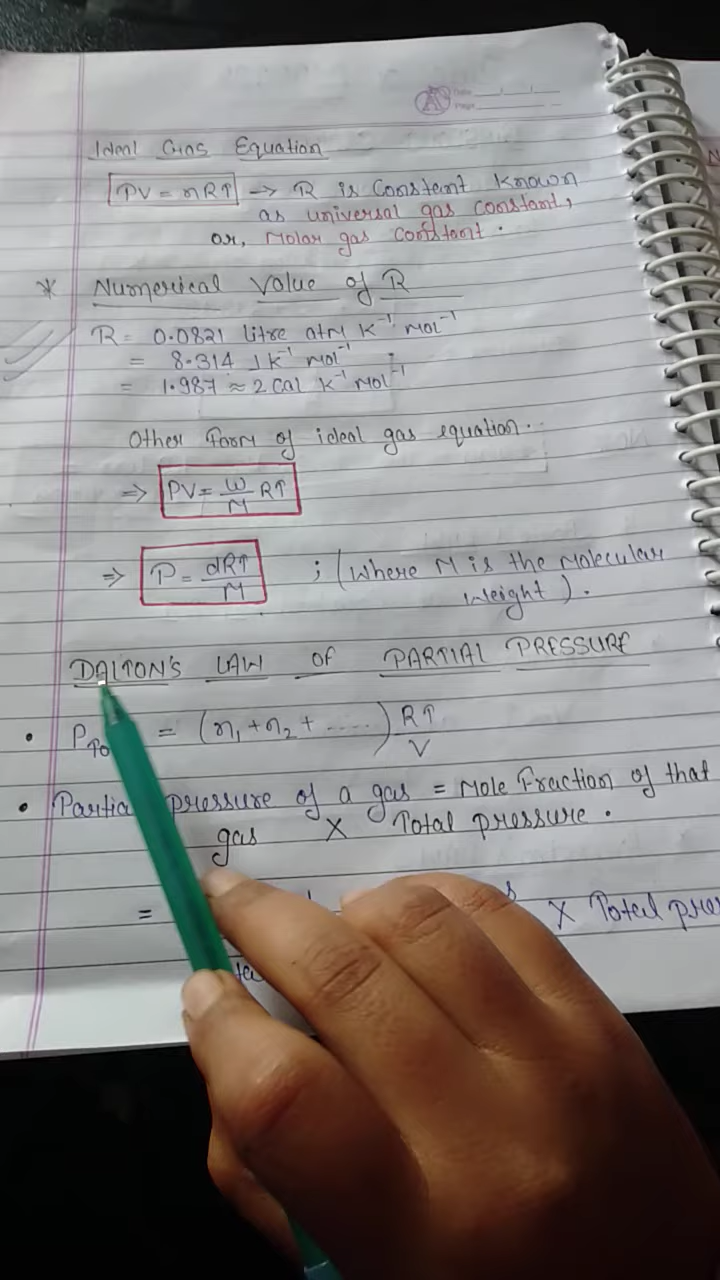 Date
Page
Ideal Gas Equation
PV = nRT → R is constant known
as universal gas constant,
or, Molar gas constant.
* Numerical Value of R
R = 0.0821 litre atm K⁻¹ mol⁻¹
= 8.314 J K⁻¹ mol⁻¹
= 1.987 ≈ 2 Cal K⁻¹ Mol⁻¹
Other Form of ideal gas equation.
⇒ PV = w/M RT
⇒ P = dRT/M ; (Where M is the Molecular
Weight).
DALTON'S LAW OF PARTIAL PRESSURE
• = (n₁ + n₂ + .....) RT/V
• Partial pressure of a gas = Mole Fraction of that
gas × Total pressure.
= × Total